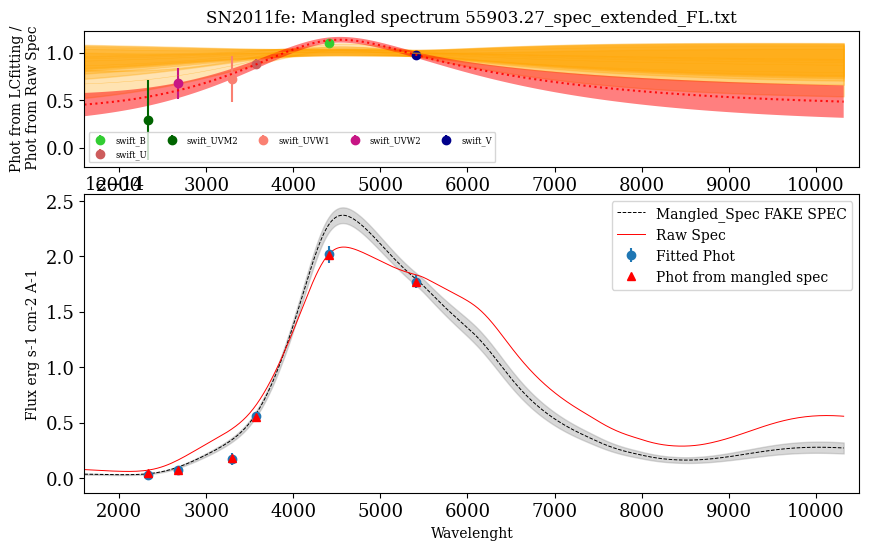 SN2011fe: Mangled spectrum 55903.27_spec_extended_FL.txt
Phot from LCfitting /
Phot from Raw Spec
1.0
0.5
0.0
swift_B
swift_UVM2
swift_UVW1
swift_UVW2
swift_V
swift_U
2000 3000 4000 5000 6000 7000 8000 9000 10000
1e−14
Flux erg s-1 cm-2 A-1
2.5
2.0
1.5
1.0
0.5
0.0
Mangled_Spec FAKE SPEC
Raw Spec
Fitted Phot
Phot from mangled spec
2000 3000 4000 5000 6000 7000 8000 9000 10000
Wavelenght